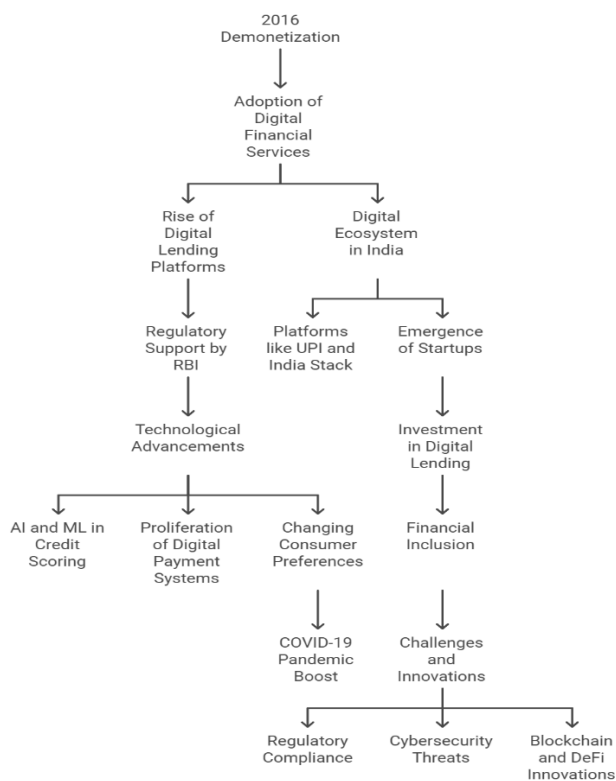 2016
Demonetization
Adoption of
Digital
Financial
Services
Rise of
Digital
Lending
Platforms
Digital
Ecosystem
in India
Regulatory
Support by
RBI
Platforms
like UPI and
India Stack
Emergence
of Startups
Technological
Advancements
Investment
in Digital
Lending
AI and ML in
Credit
Scoring
Proliferation
of Digital
Payment
Systems
Changing
Consumer
Preferences
Financial
Inclusion
COVID-19
Pandemic
Boost
Challenges
and
Innovations
Regulatory
Compliance
Cybersecurity
Threats
Blockchain
and DeFi
Innovations